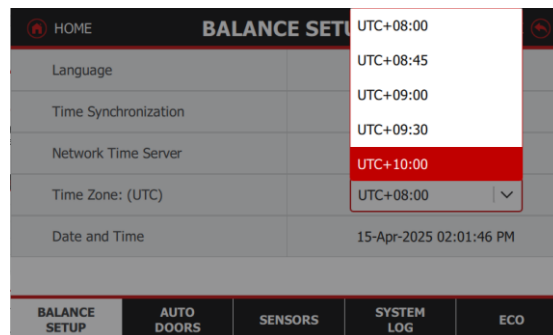 HOME
BALANCE SETU
Language
Time Synchronization
Network Time Server
Time Zone: (UTC)
Date and Time
UTC+08:00
UTC+08:45
UTC+09:00
UTC+09:30
UTC+10:00
UTC+08:00
15-Apr-2025 02:01:46 PM
BALANCE SETUP
AUTO DOORS
SENSORS
SYSTEM LOG
ECO